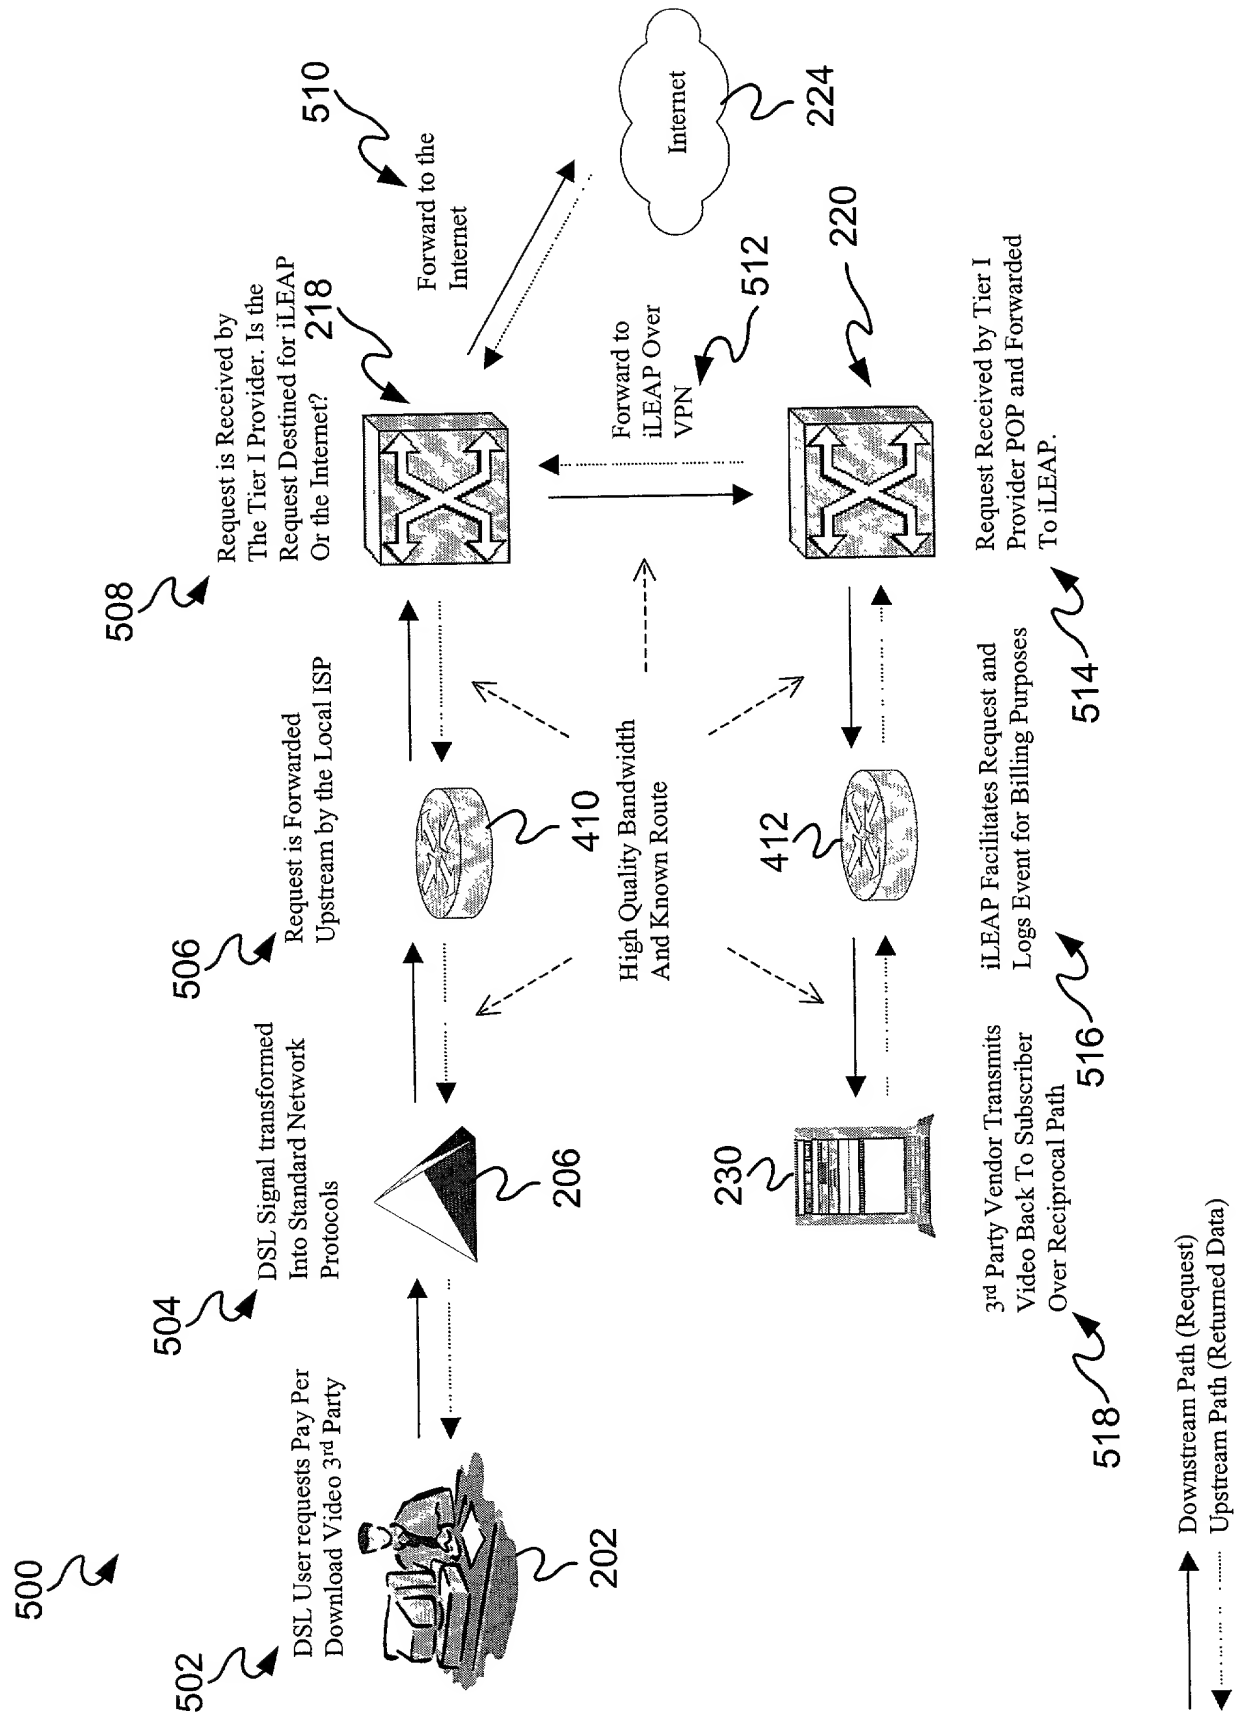 500
502
DSL User requests Pay Per
Download Video 3rd Party
202
504
DSL Signal transformed
Into Standard Network
Protocols
206
506
Request is Forwarded
Upstream by the Local ISP
410
508
Request is Received by
The Tier I Provider. Is the
Request Destined for iLEAP
Or the Internet?
218
510
Forward to the
Internet
Internet
224
Forward to
iLEAP Over
VPN
512
High Quality Bandwidth
And Known Route
220
Request Received by Tier I
Provider POP and Forwarded
To iLEAP.
514
412
iLEAP Facilitates Request and
Logs Event for Billing Purposes
516
230
3rd Party Vendor Transmits
Video Back To Subscriber
Over Reciprocal Path
518
Downstream Path (Request)
Upstream Path (Returned Data)